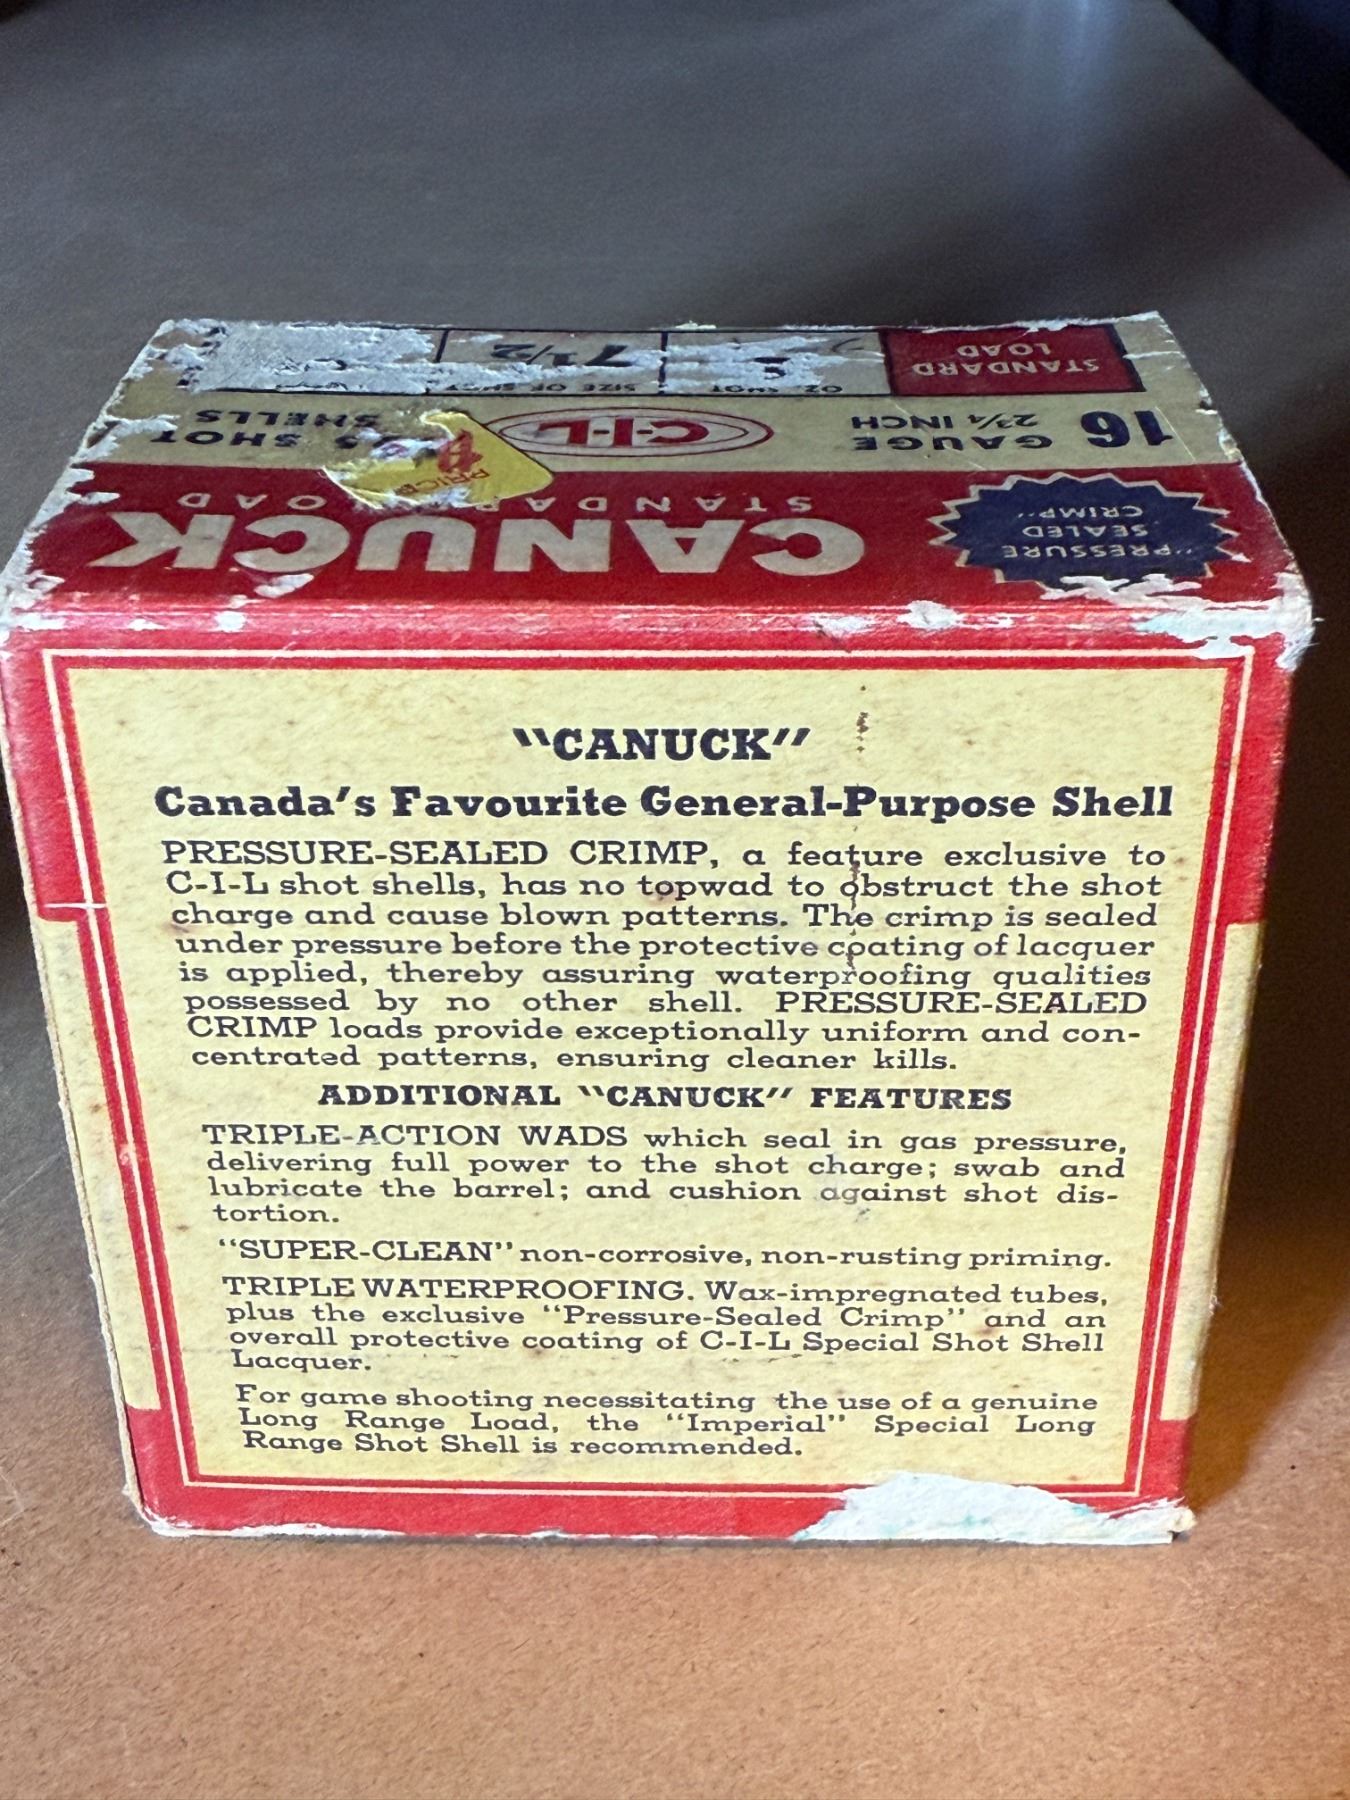 STANDARD
LOAD
OZ. SHOT
SIZE OF SHOT
7½
16
GAUGE
2¾ INCH
C-I-L
SHOT
SHELLS
PRICE
"PRESSURE
SEALED
CRIMP"
CANUCK
STANDARD LOAD
"CANUCK"
Canada's Favourite General-Purpose Shell
PRESSURE-SEALED CRIMP, a feature exclusive to
C-I-L shot shells, has no topwad to obstruct the shot
charge and cause blown patterns. The crimp is sealed
under pressure before the protective coating of lacquer
is applied, thereby assuring waterproofing qualities
possessed by no other shell. PRESSURE-SEALED
CRIMP loads provide exceptionally uniform and con-
centrated patterns, ensuring cleaner kills.
ADDITIONAL "CANUCK" FEATURES
TRIPLE-ACTION WADS which seal in gas pressure,
delivering full power to the shot charge; swab and
lubricate the barrel; and cushion against shot dis-
tortion.
"SUPER-CLEAN" non-corrosive, non-rusting priming.
TRIPLE WATERPROOFING. Wax-impregnated tubes,
plus the exclusive "Pressure-Sealed Crimp" and an
overall protective coating of C-I-L Special Shot Shell
Lacquer.
For game shooting necessitating the use of a genuine
Long Range Load, the "Imperial" Special Long
Range Shot Shell is recommended.